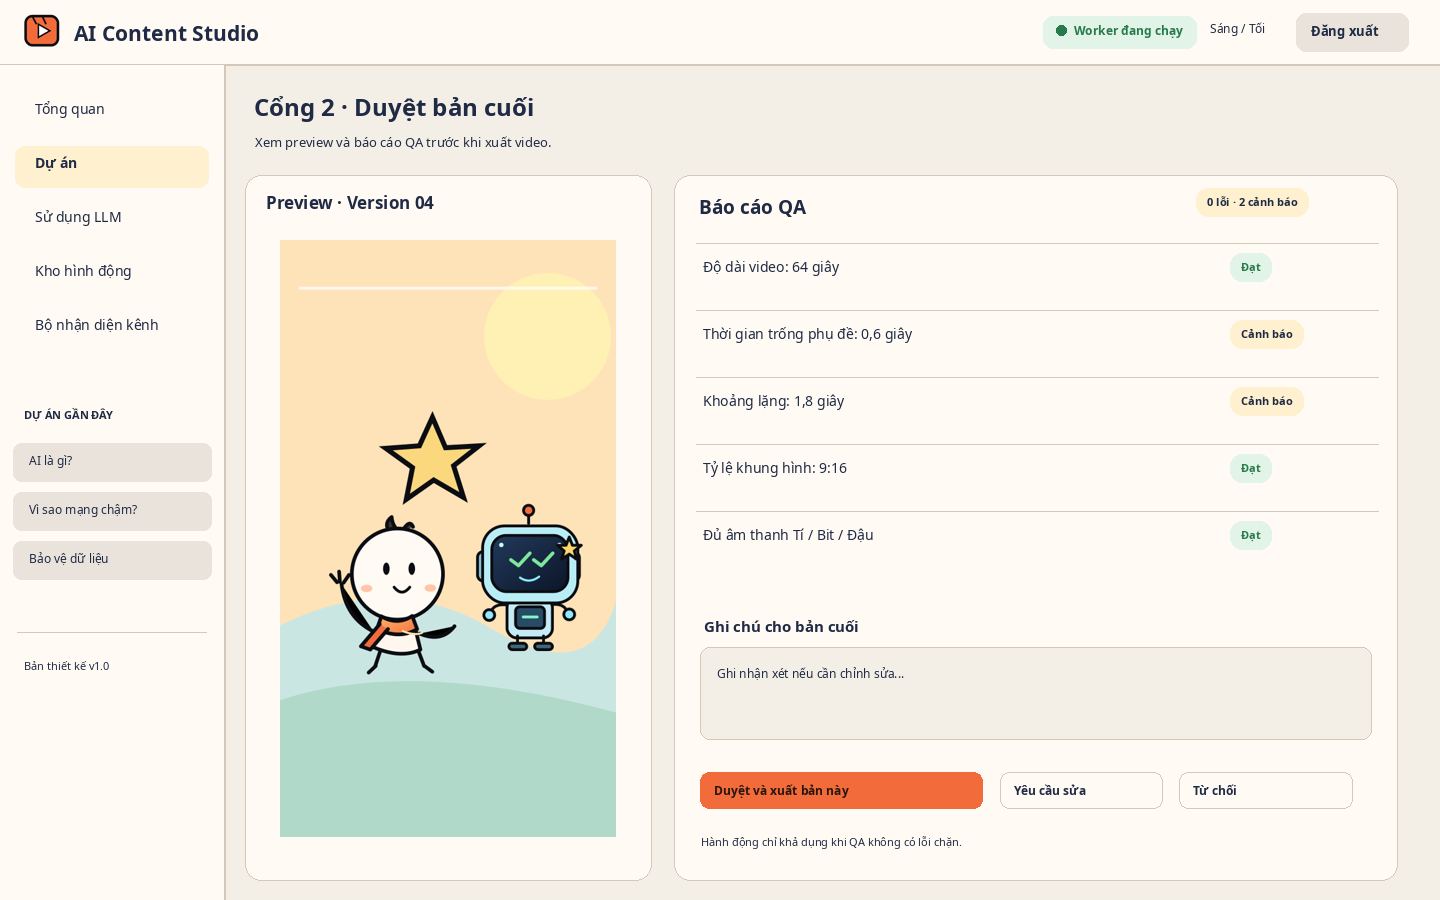 AI Content Studio
Worker đang chạy
Sáng / Tối
Đăng xuất
Tổng quan
Dự án
Sử dụng LLM
Kho hình động
Bộ nhận diện kênh
DỰ ÁN GẦN ĐÂY
AI là gì?
Vì sao mạng chậm?
Bảo vệ dữ liệu
Bản thiết kế v1.0
Cổng 2 · Duyệt bản cuối
Xem preview và báo cáo QA trước khi xuất video.
Preview · Version 04
Báo cáo QA
0 lỗi · 2 cảnh báo
Độ dài video: 64 giây
Đạt
Thời gian trống phụ đề: 0,6 giây
Cảnh báo
Khoảng lặng: 1,8 giây
Cảnh báo
Tỷ lệ khung hình: 9:16
Đạt
Đủ âm thanh Tí / Bit / Đậu
Đạt
Ghi chú cho bản cuối
Ghi nhận xét nếu cần chỉnh sửa...
Duyệt và xuất bản này
Yêu cầu sửa
Từ chối
Hành động chỉ khả dụng khi QA không có lỗi chặn.